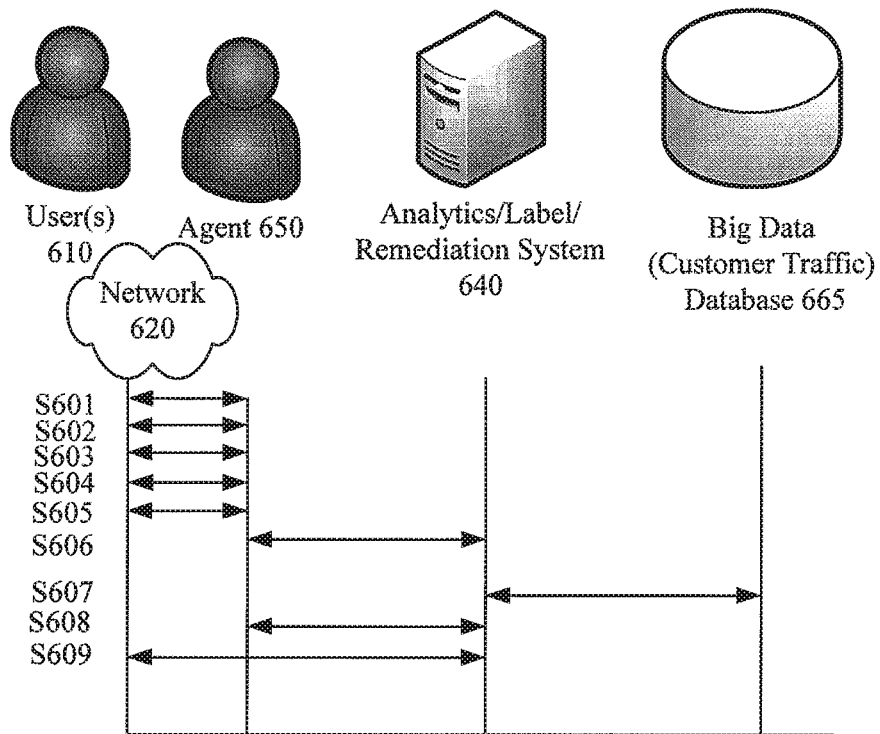 User(s)
610
Agent 650
Analytics/Label/
Remediation System
640
Big Data
(Customer Traffic)
Database 665
Network
620
S601
S602
S603
S604
S605
S606
S607
S608
S609